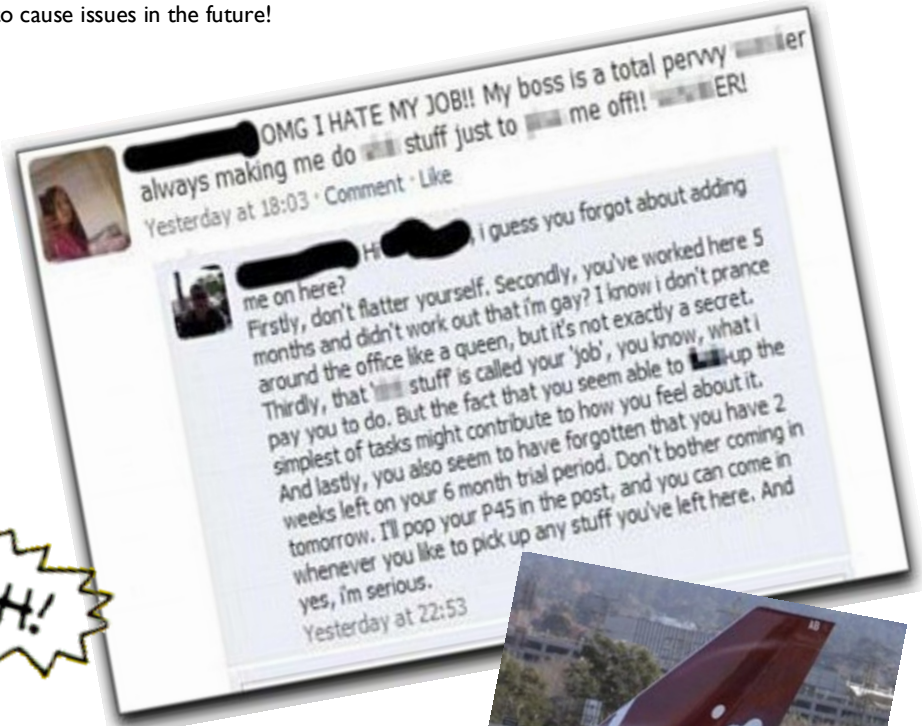 o cause issues in the future!
OMG I HATE MY JOB!! My boss is a total pervvy er
always making me do stuff just to me off!! ER!
Yesterday at 18:03 · Comment · Like
Hi , i guess you forgot about adding
me on here?
Firstly, don't flatter yourself. Secondly, you've worked here 5
months and didn't work out that i'm gay? I know i don't prance
around the office like a queen, but it's not exactly a secret.
Thirdly, that ' stuff' is called your 'job', you know, what i
pay you to do. But the fact that you seem able to -up the
simplest of tasks might contribute to how you feel about it.
And lastly, you also seem to have forgotten that you have 2
weeks left on your 6 month trial period. Don't bother coming in
tomorrow. I'll pop your P45 in the post, and you can come in
whenever you like to pick up any stuff you've left here. And
yes, i'm serious.
Yesterday at 22:53
H!